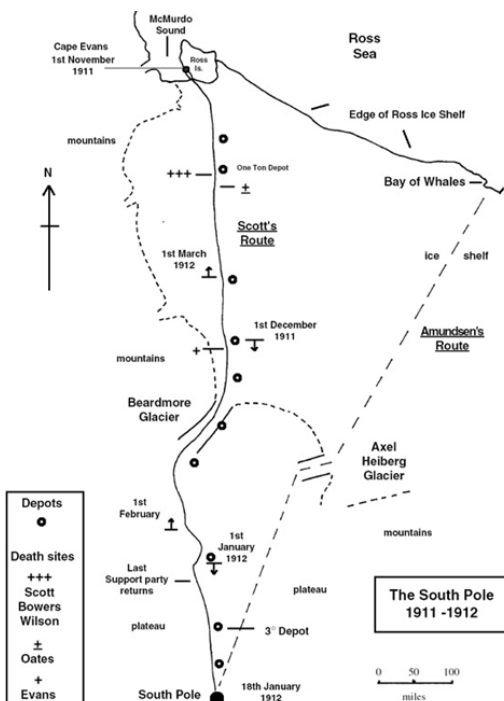 McMurdo
Sound
Cape Evans
1st November
1911
Ross
Is.
Ross
Sea
Edge of Ross Ice Shelf
mountains
One Ton Depot
+++
±
Bay of Whales
N
Scott's
Route
ice shelf
1st March
1912
Amundsen's
Route
1st December
1911
+
mountains
Beardmore
Glacier
Axel
Heiberg
Glacier
1st
February
1st
January
1912
mountains
Last
Support party
returns
plateau
plateau
3° Depot
South Pole
18th January
1912
Depots
Death sites
+++
Scott
Bowers
Wilson
±
Oates
+
Evans
The South Pole
1911 -1912
0 50 100
miles